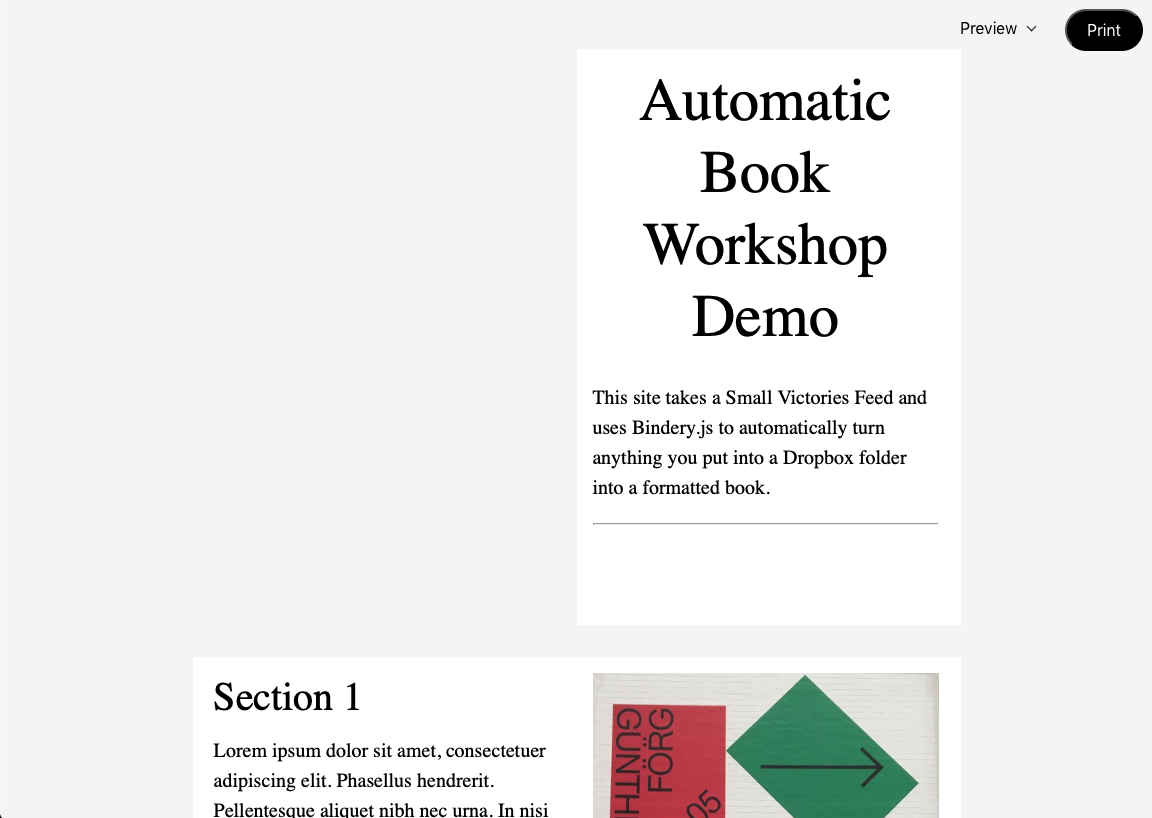 Preview
Print
Automatic
Book
Workshop
Demo
This site takes a Small Victories Feed and
uses Bindery.js to automatically turn
anything you put into a Dropbox folder
into a formatted book.
Section 1
Lorem ipsum dolor sit amet, consectetuer
adipiscing elit. Phasellus hendrerit.
Pellentesque aliquet nibh nec urna. In nisi
GÜNTH
FÖRG
05